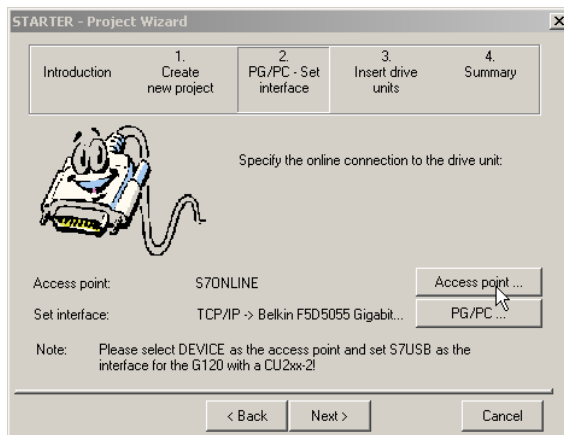 STARTER - Project Wizard
Introduction
1.
Create
new project
2.
PG/PC - Set
interface
3.
Insert drive
units
4.
Summary
Specify the online connection to the drive unit:
Access point: S7ONLINE Access point ...
Set interface: TCP/IP -> Belkin F5D5055 Gigabit... PG/PC ...
Note: Please select DEVICE as the access point and set S7USB as the
interface for the G120 with a CU2xx-2!
< Back Next > Cancel